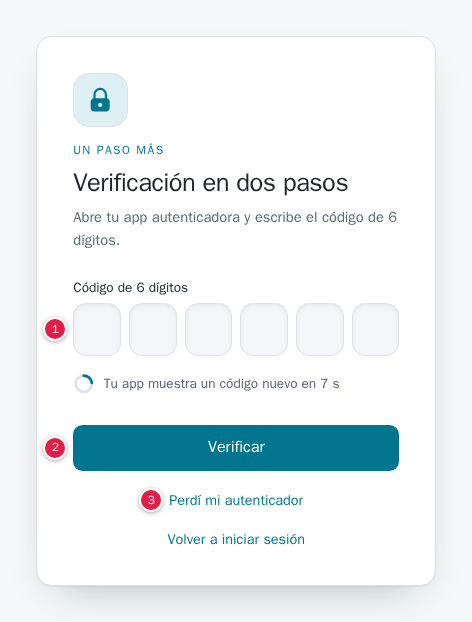 UN PASO MÁS
Verificación en dos pasos
Abre tu app autenticadora y escribe el código de 6
dígitos.
Código de 6 dígitos
1
Tu app muestra un código nuevo en 7 s
2 Verificar
3 Perdí mi autenticador
Volver a iniciar sesión